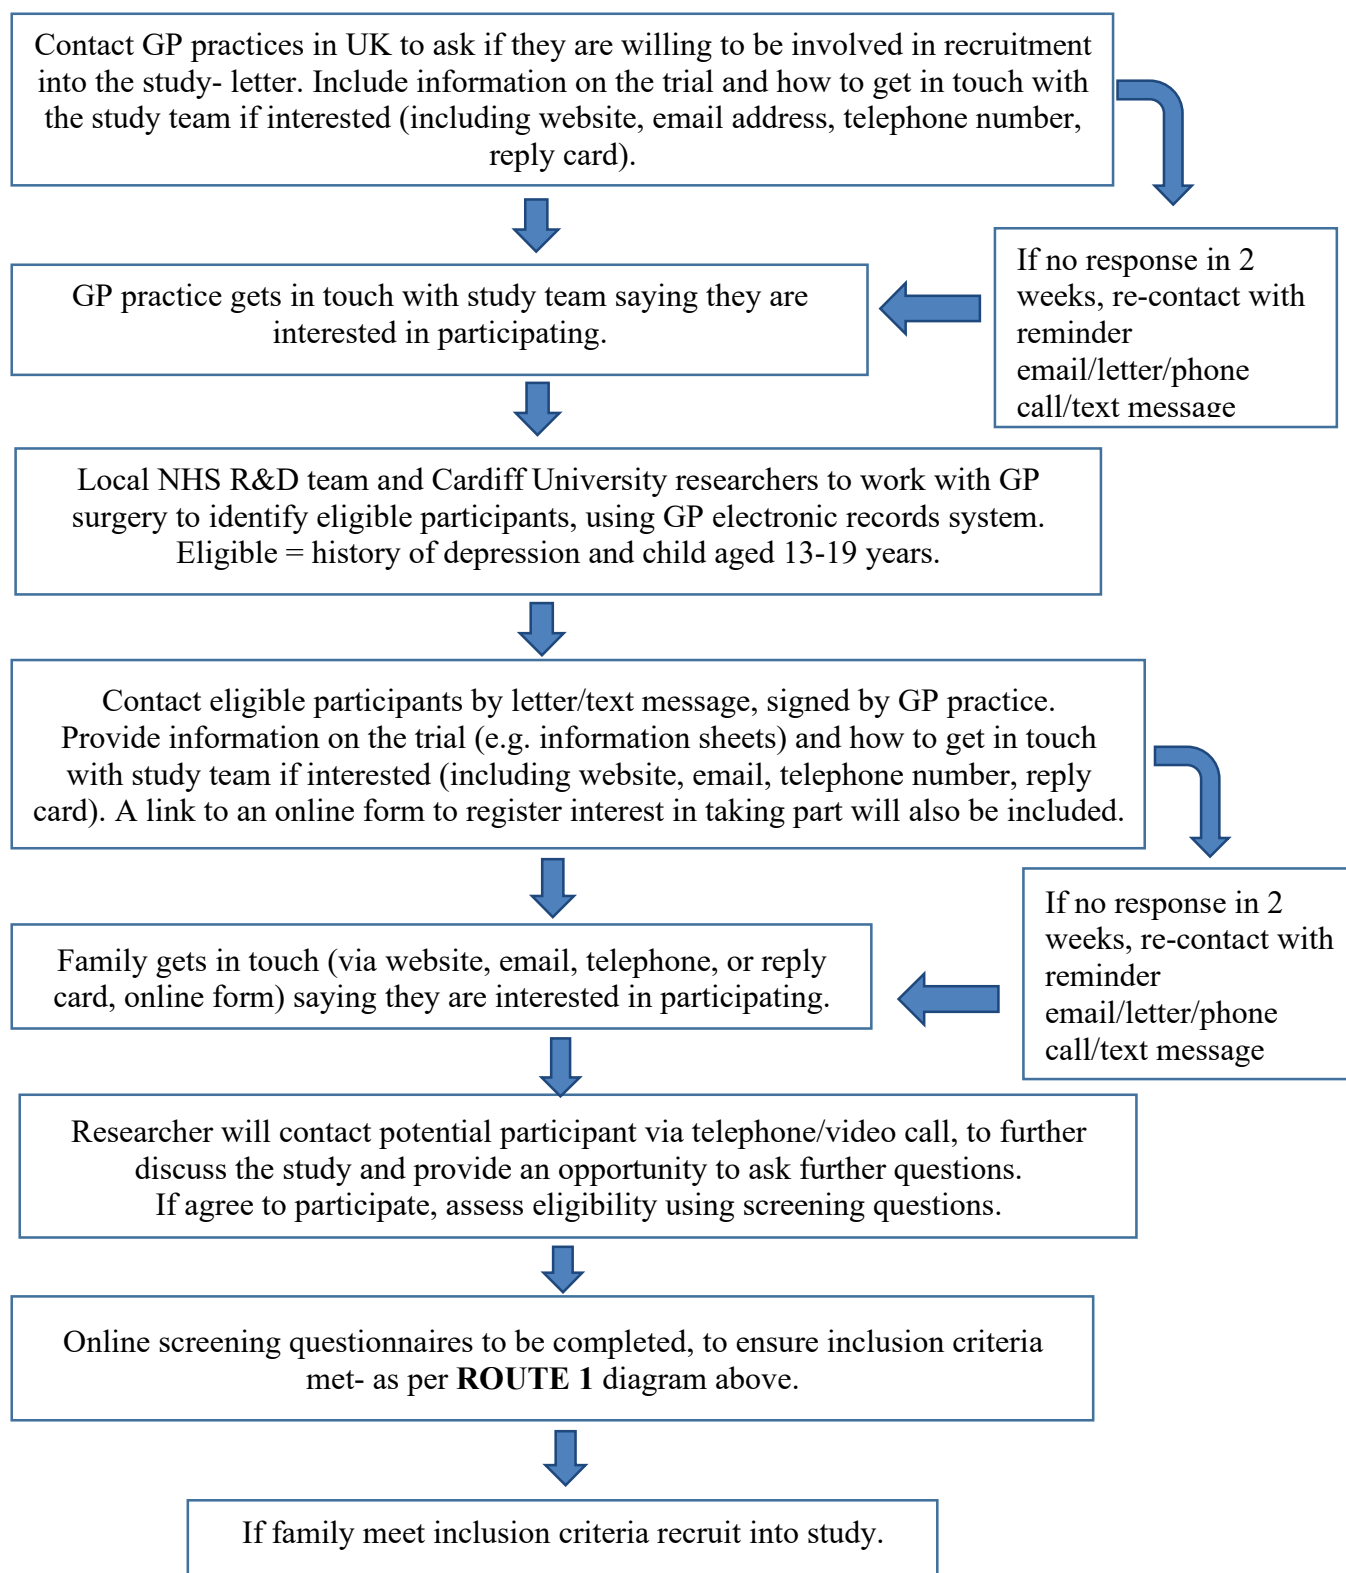 Contact GP practices in UK to ask if they are willing to be involved in recruitment
into the study- letter. Include information on the trial and how to get in touch with
the study team if interested (including website, email address, telephone number,
reply card).
If no response in 2
weeks, re-contact with
reminder
email/letter/phone
call/text message
GP practice gets in touch with study team saying they are
interested in participating.
Local NHS R&D team and Cardiff University researchers to work with GP
surgery to identify eligible participants, using GP electronic records system.
Eligible = history of depression and child aged 13-19 years.
Contact eligible participants by letter/text message, signed by GP practice.
Provide information on the trial (e.g. information sheets) and how to get in touch
with study team if interested (including website, email, telephone number, reply
card). A link to an online form to register interest in taking part will also be included.
If no response in 2
weeks, re-contact with
reminder
email/letter/phone
call/text message
Family gets in touch (via website, email, telephone, or reply
card, online form) saying they are interested in participating.
Researcher will contact potential participant via telephone/video call, to further
discuss the study and provide an opportunity to ask further questions.
If agree to participate, assess eligibility using screening questions.
Online screening questionnaires to be completed, to ensure inclusion criteria
met- as per ROUTE 1 diagram above.
If family meet inclusion criteria recruit into study.